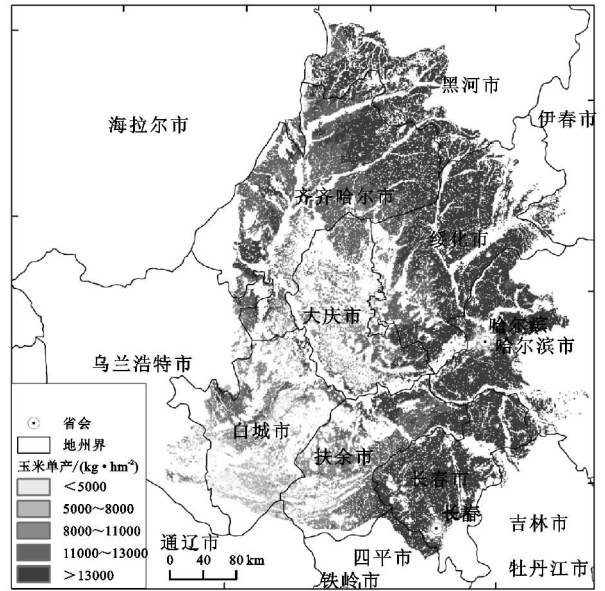 黑河市
海拉尔市
伊春市
齐齐哈尔市
绥化市
大庆市
哈尔滨
哈尔滨市
乌兰浩特市
白城市
扶余市
长春市
长春
吉林市
通辽市
四平市
牡丹江市
铁岭市
省会
地州界
玉米单产/(kg·hm⁻²)
<5000
5000~8000
8000~11000
11000~13000
>13000
0 40 80 km